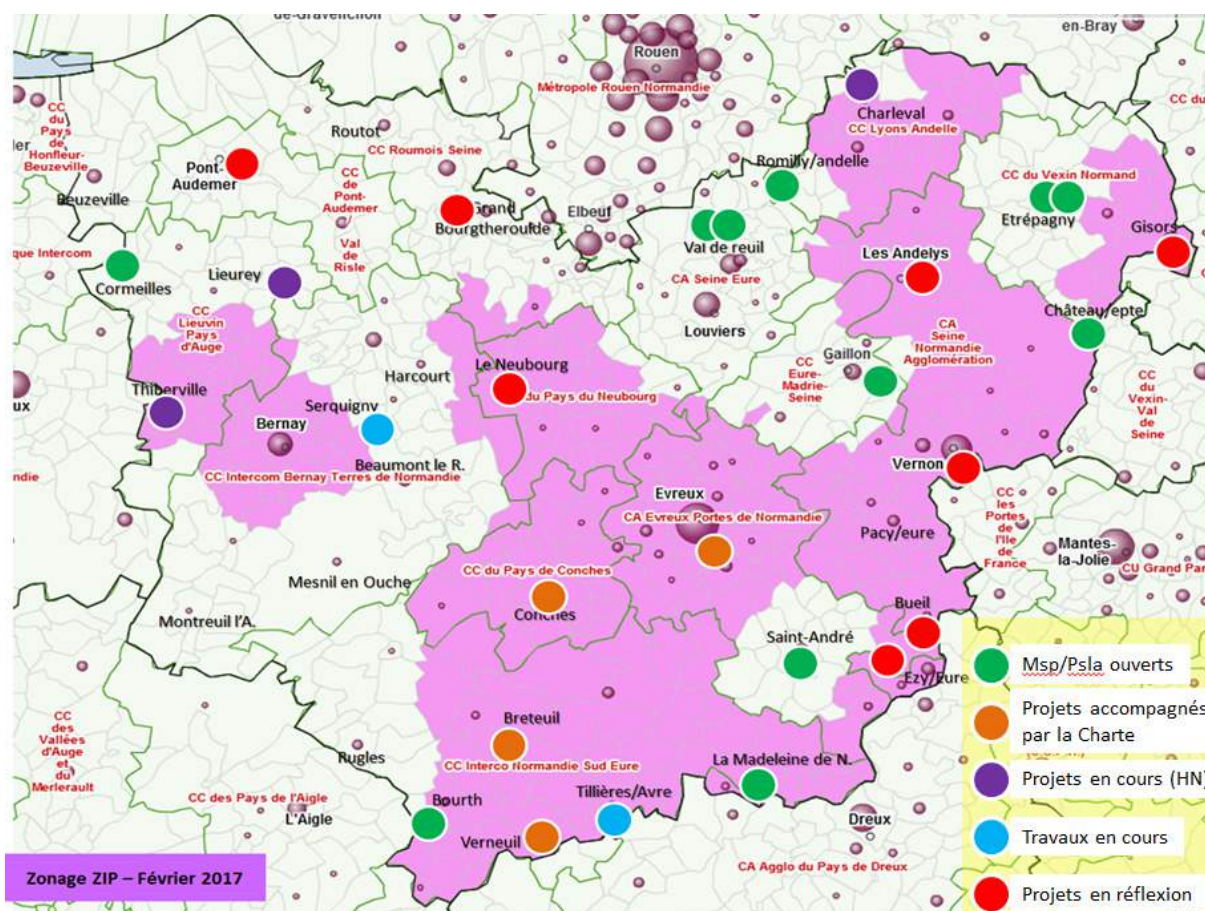 de-Gravenchon
en-Bray
Rouen
Métropole Rouen Normandie
Charleval
CC Lyons Andelle
CC
du
Pays
de
Honfleur-
Beuzeville
Beuzeville
Routot
CC Roumois Seine
Pont-
Audemer
CC
de
Pont-
Audemer
Val
de
Risle
Grand
Bourgtheroulde
Elbeuf
Romilly/andelle
CC du Vexin Normand
Etrépagny
Gisors
Val de reuil
CA Seine Eure
Louviers
Les Andelys
que Intercom
Cormeilles
Lieurey
CC
Lieuvin
Pays
d'Auge
Château/epte
CA
Seine
Normandie
Agglomération
CC
Eure-
Madrie-
Seine
Gaillon
Harcourt
Le Neubourg
du Pays du Neubourg
Thiberville
Bernay
Serquigny
Beaumont le R.
CC Intercom Bernay Terres de Normandie
CC
du
Vexin-
Val
de
Seine
Vernon
Evreux
CA Evreux Portes de Normandie
Pacy/eure
CC
les
Portes
de
l'Ile
de
France
Mantes-
la-Jolie
CU Grand Par
ndie
Mesnil en Ouche
Montreuil l'A.
CC du Pays de Conches
Conches
Bueil
Saint-André
Ezy/Eure
CC
des
Vallées
d'Auge
et
du
Merlerault
Rugles
Breteuil
CC Interco Normandie Sud Eure
La Madeleine de N.
CC des Pays de l'Aigle
L'Aigle
Bourth
Verneuil
Tillières/Avre
Dreux
CA Agglo du Pays de Dreux
Msp/Psla ouverts
Projets accompagnés
par la Charte
Projets en cours (HN)
Travaux en cours
Projets en réflexion
Zonage ZIP – Février 2017